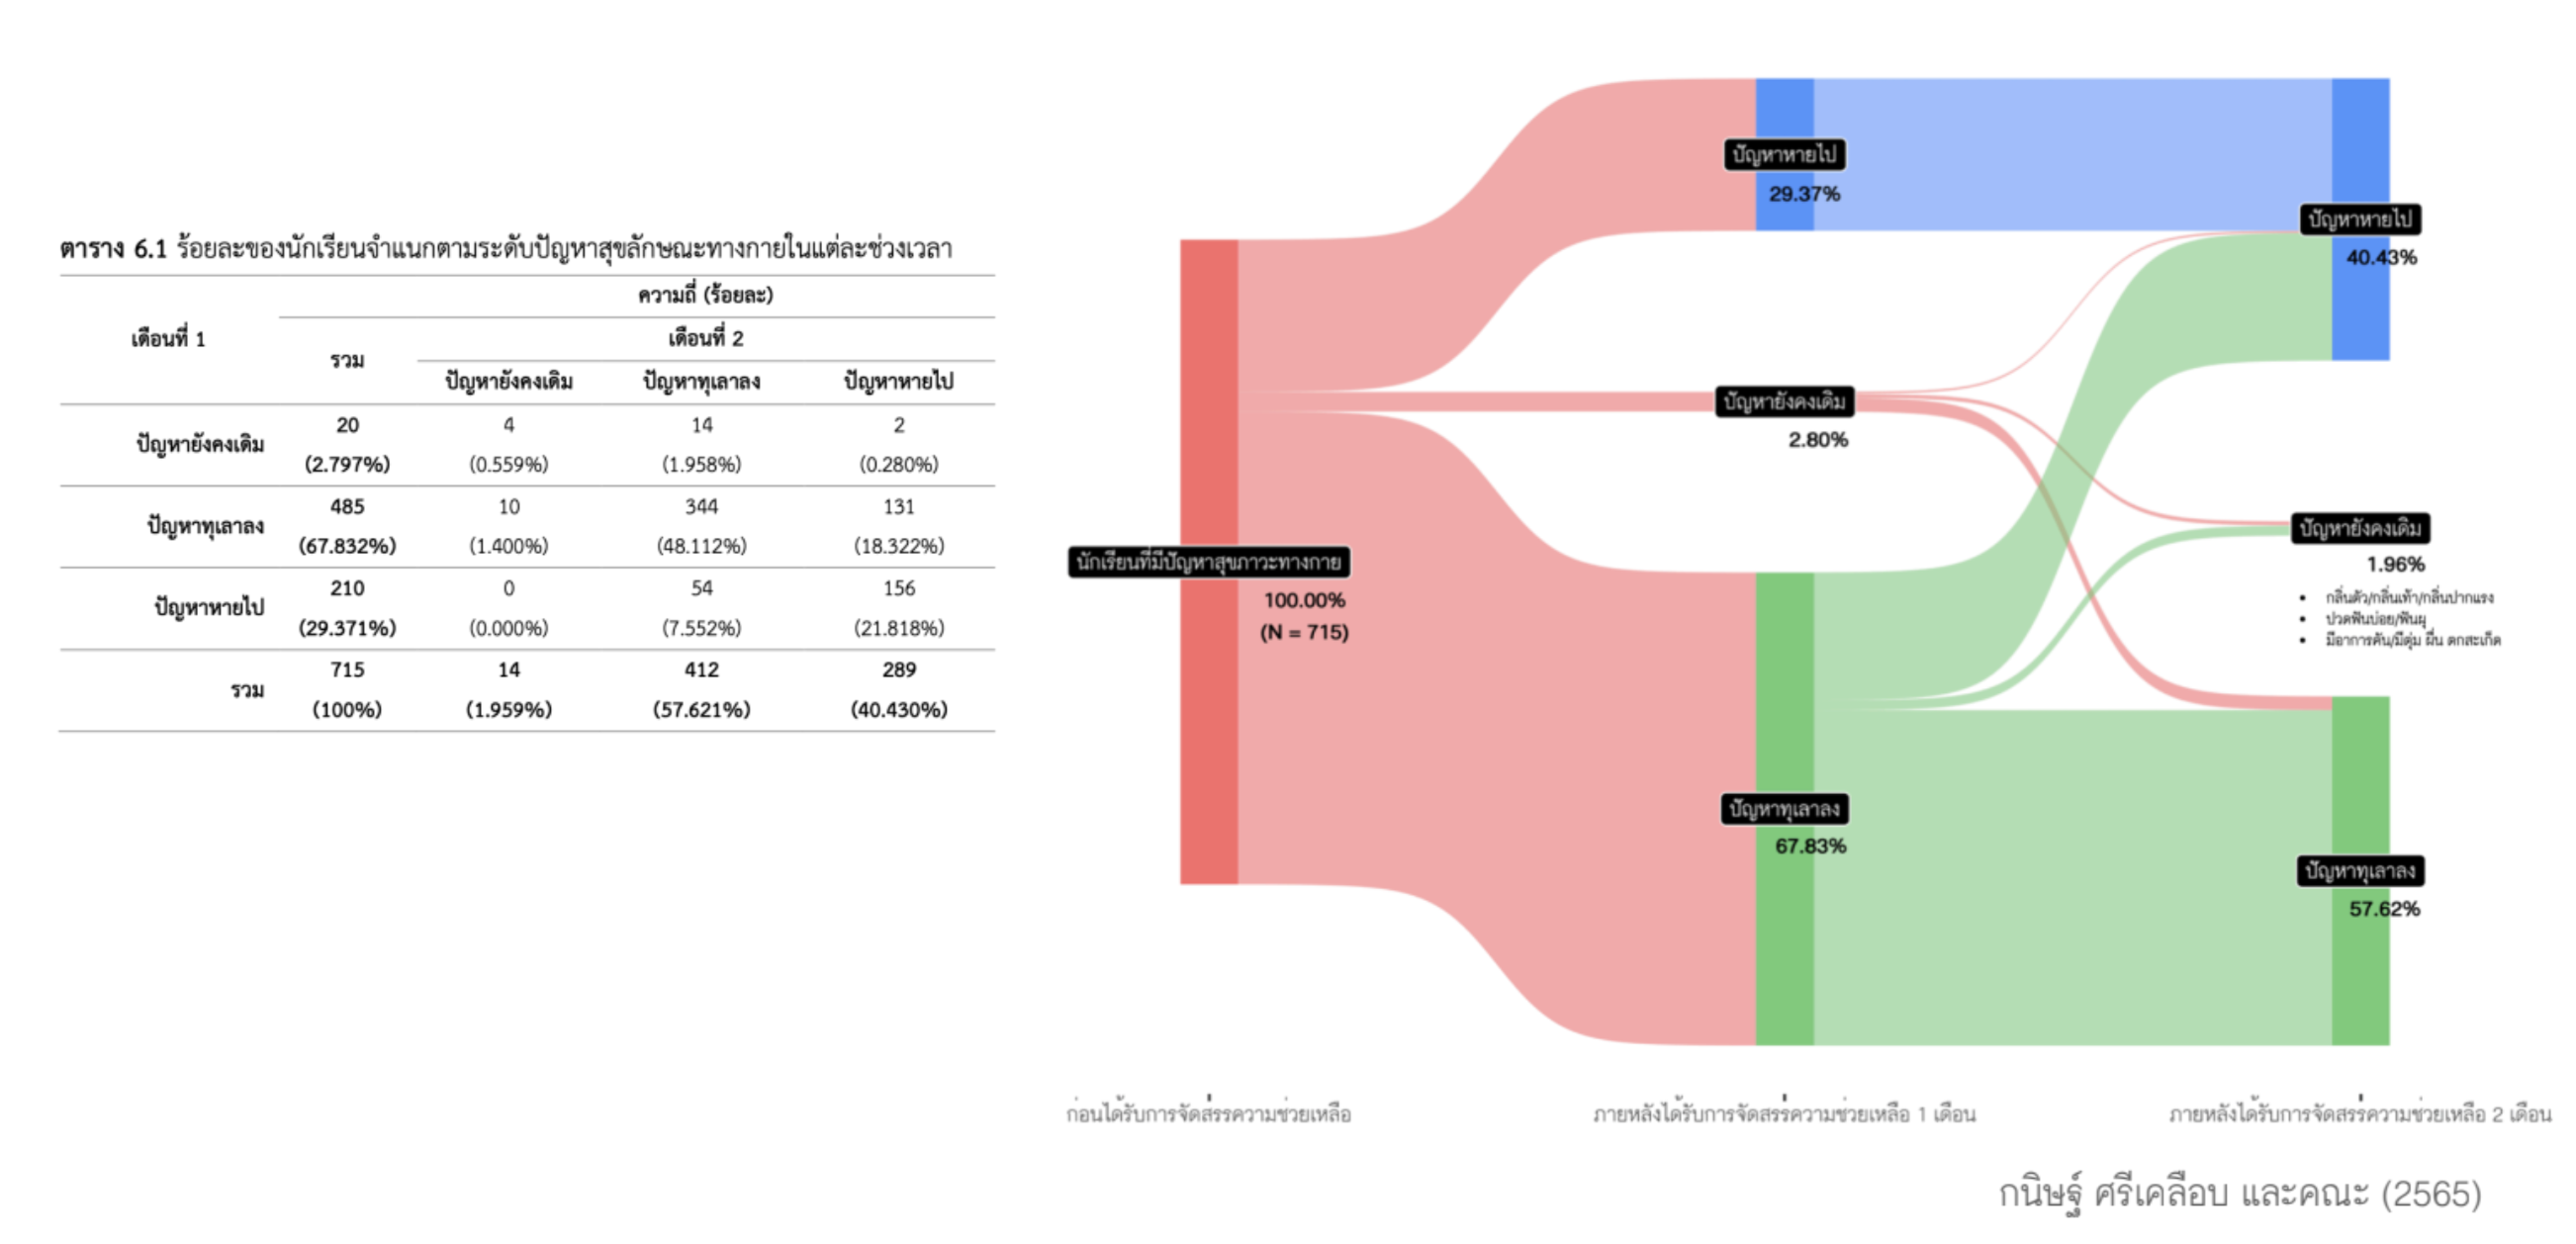 ตาราง 6.1 ร้อยละของนักเรียนจำแนกตามระดับปัญหาสุขลักษณะทางกายในแต่ละช่วงเวลา
ความถี่ (ร้อยละ)
เดือนที่ 1
รวม
เดือนที่ 2
ปัญหายังคงเดิม ปัญหาทุเลาลง ปัญหาหายไป
ปัญหายังคงเดิม
20 4 14 2
(2.797%) (0.559%) (1.958%) (0.280%)
ปัญหาทุเลาลง
485 10 344 131
(67.832%) (1.400%) (48.112%) (18.322%)
ปัญหาหายไป
210 0 54 156
(29.371%) (0.000%) (7.552%) (21.818%)
รวม
715 14 412 289
(100%) (1.959%) (57.621%) (40.430%)
นักเรียนที่มีปัญหาสุขภาวะทางกาย
100.00%
(N = 715)
ปัญหาหายไป
29.37%
ปัญหายังคงเดิม
2.80%
ปัญหาทุเลาลง
67.83%
ปัญหาหายไป
40.43%
ปัญหายังคงเดิม
1.96%
• กลิ่นตัว/กลิ่นเท้า/กลิ่นปากแรง
• ปวดฟันบ่อย/ฟันผุ
• มีอาการคัน/มีตุ่ม ผื่น ตกสะเก็ด
ปัญหาทุเลาลง
57.62%
ก่อนได้รับการจัดสรรความช่วยเหลือ
ภายหลังได้รับการจัดสรรความช่วยเหลือ 1 เดือน
ภายหลังได้รับการจัดสรรความช่วยเหลือ 2 เดือน
กนิษฐ์ ศรีเคลือบ และคณะ (2565)